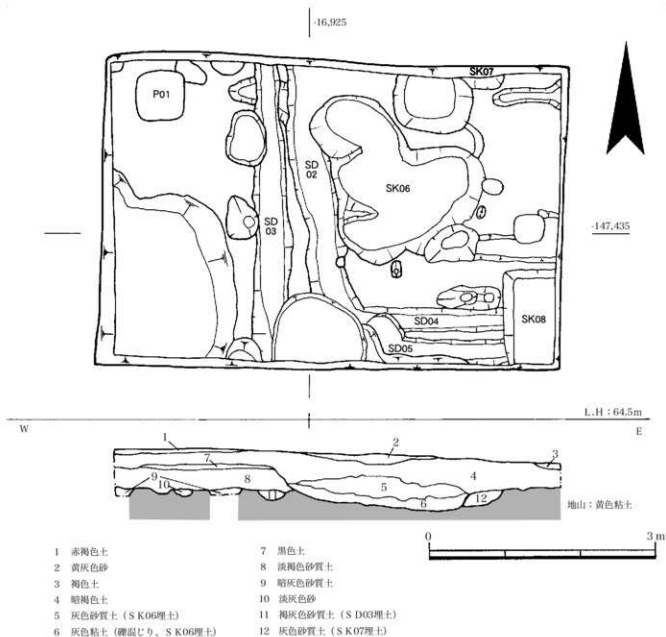 -16,925
SK07
P01
SD
02
SK06
SD
03
-147,435
SD04
SK08
SD05
L.H：64.5m
W
E
1
2
3
7
4
9
8
5
10
6
12
地山：黄色粘土
0
3 m
1 赤褐色土
2 黄灰色砂
3 褐色土
4 暗褐色土
5 灰色砂質土（ＳＫ06埋土）
6 灰色粘土（礫混じり、ＳＫ06埋土）
7 黒色土
8 淡褐色砂質土
9 暗灰色砂質土
10 淡灰色砂
11 褐灰色砂質土（ＳＤ03埋土）
12 灰色砂質土（ＳＫ07埋土）